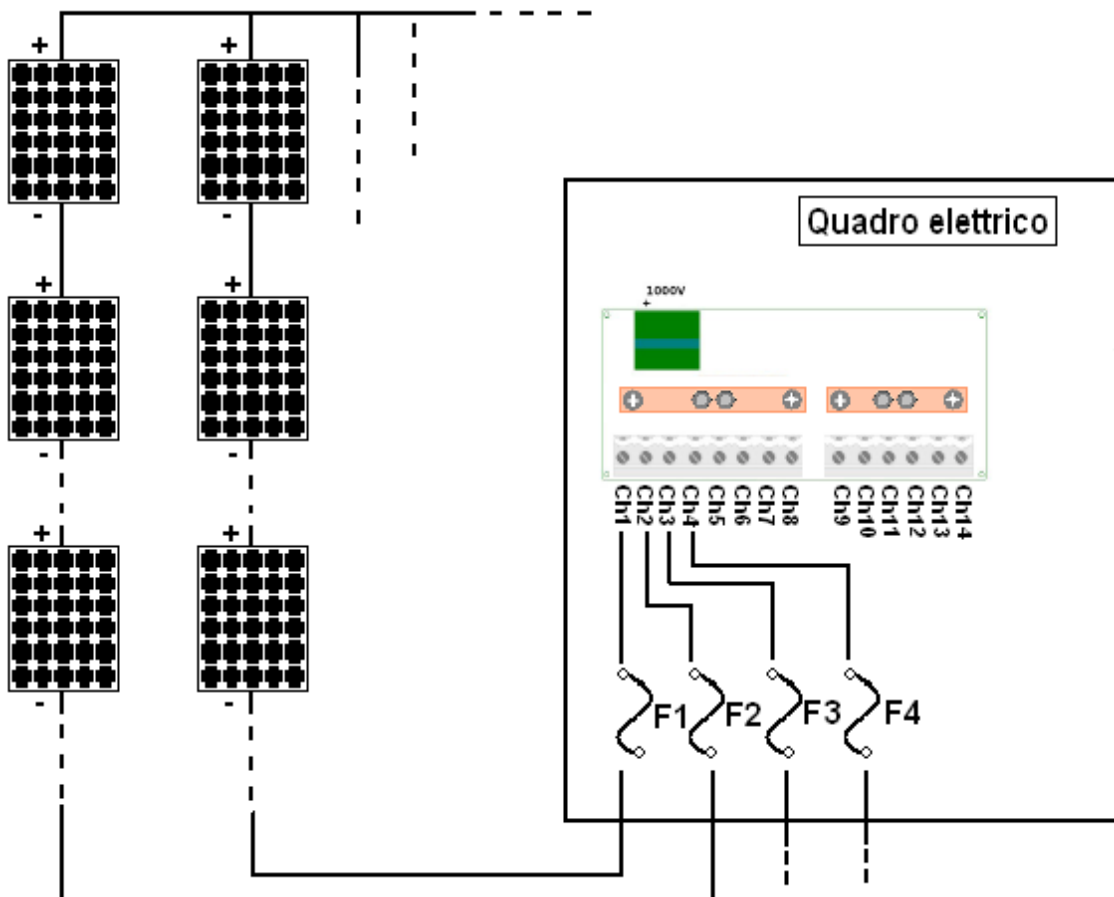 + +
- -
+ +
- -
+ +
- -
Quadro elettrico
1000V
+
Ch1 Ch2 Ch3 Ch4 Ch5 Ch6 Ch7 Ch8 Ch9 Ch10 Ch11 Ch12 Ch13 Ch14
F1 F2 F3 F4